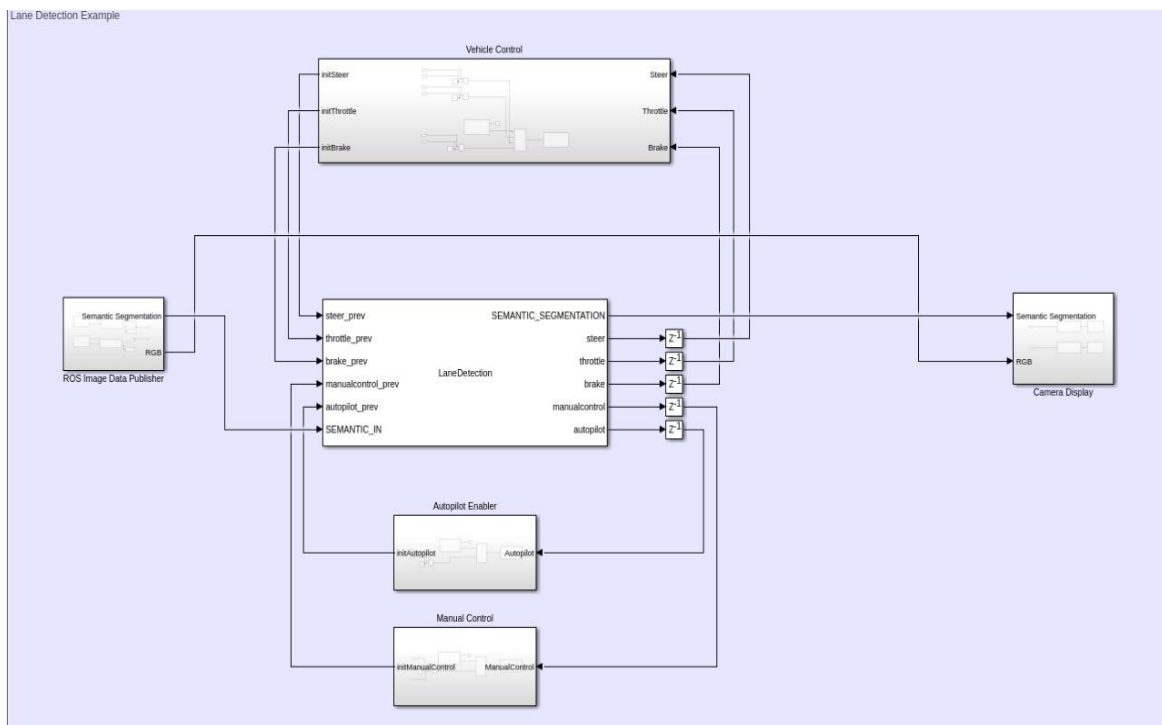 Lane Detection Example
Vehicle Control
initSteer
Steer
initThrottle
Throttle
initBrake
Brake
Semantic Segmentation
RGB
ROS Image Data Publisher
steer_prev
SEMANTIC_SEGMENTATION
throttle_prev
steer
Z-1
brake_prev
throttle
Z-1
LaneDetection
manualcontrol_prev
brake
Z-1
autopilot_prev
manualcontrol
Z-1
SEMANTIC_IN
autopilot
Z-1
Semantic Segmentation
RGB
Camera Display
Autopilot Enabler
initAutopilot
Autopilot
Manual Control
initManualControl
ManualControl